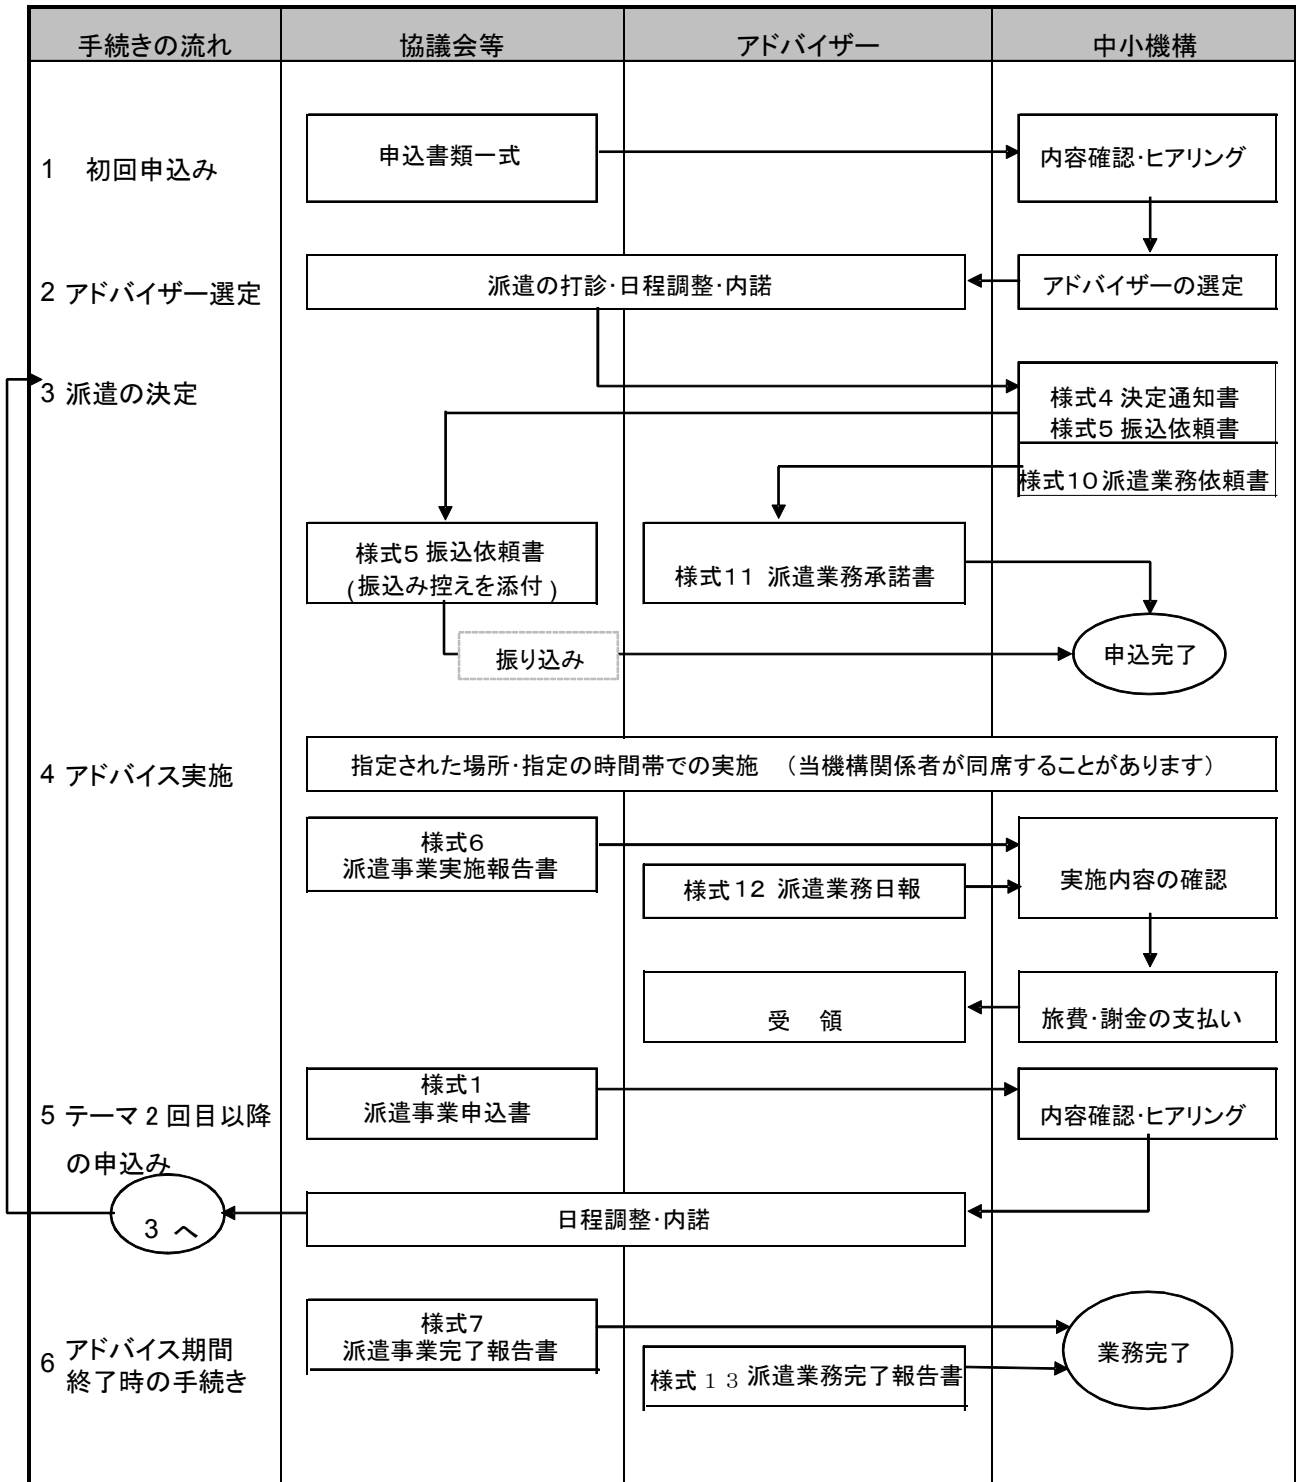 手続きの流れ
協議会等
アドバイザー
中小機構
1 初回申込み
申込書類一式
内容確認･ヒアリング
2 アドバイザー選定
派遣の打診･日程調整･内諾
アドバイザーの選定
3 派遣の決定
様式4 決定通知書
様式5 振込依頼書
様式10 派遣業務依頼書
様式5 振込依頼書
(振込み控えを添付)
様式11 派遣業務承諾書
振り込み
申込完了
4 アドバイス実施
指定された場所･指定の時間帯での実施 （当機構関係者が同席することがあります）
様式6
派遣事業実施報告書
様式12 派遣業務日報
実施内容の確認
受 領
旅費･謝金の支払い
5 テーマ 2 回目以降
の申込み
様式1
派遣事業申込書
内容確認･ヒアリング
3 へ
日程調整･内諾
6 アドバイス期間
終了時の手続き
様式7
派遣事業完了報告書
様式１３ 派遣業務完了報告書
業務完了